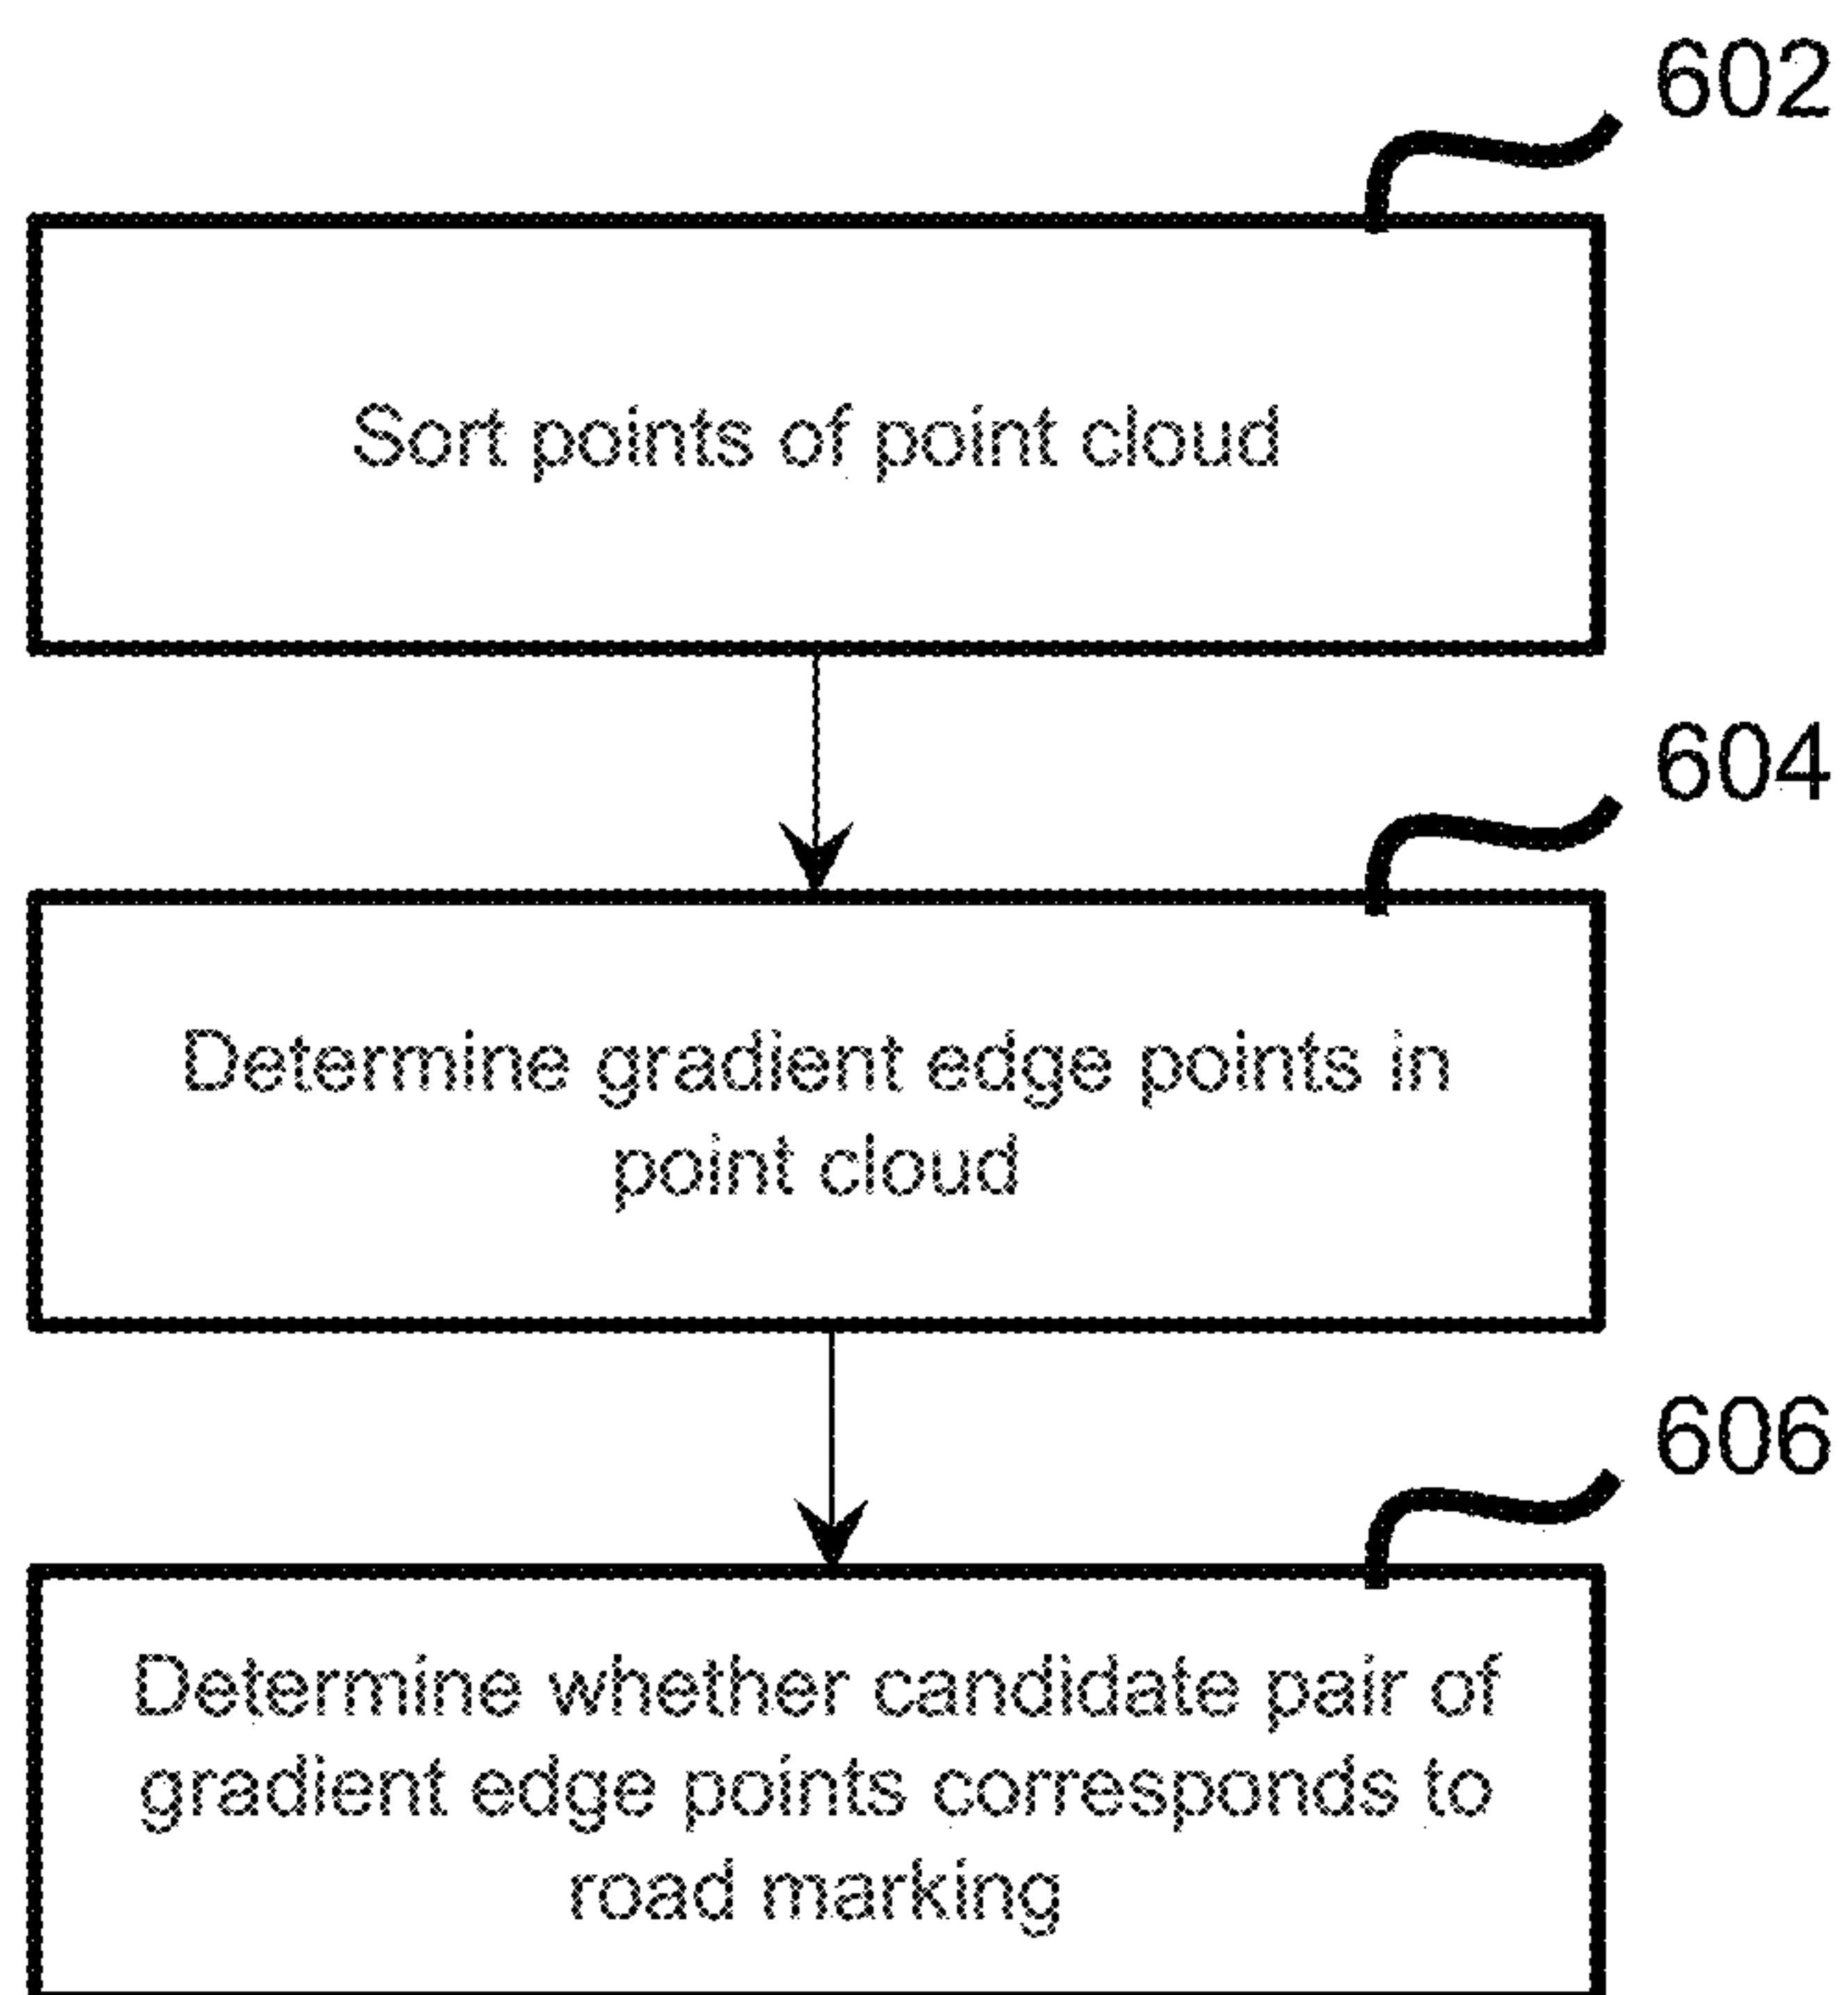 602
Sort points of point cloud
604
Determine gradient edge points in
point cloud
606
Determine whether candidate pair of
gradient edge points corresponds to
road marking